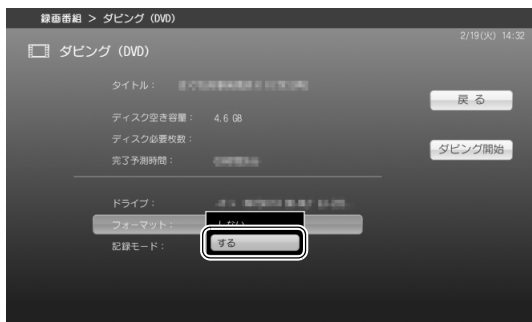 録画番組 > ダビング (DVD)
2/19(火) 14:32
ダビング (DVD)
タイトル：
戻る
ディスク空き容量： 4.6 GB
ディスク必要枚数：
ダビング開始
完了予測時間：
ドライブ：
しない
フォーマット：
する
記録モード：